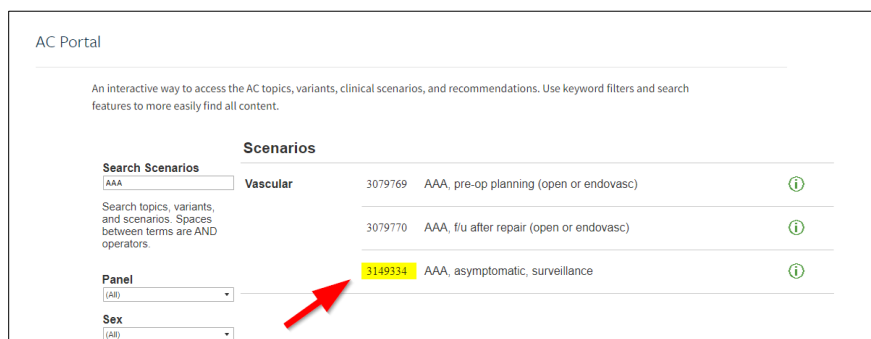 AC Portal
An interactive way to access the AC topics, variants, clinical scenarios, and recommendations. Use keyword filters and search
features to more easily find all content.
Scenarios
Search Scenarios
AAA
Search topics, variants,
and scenarios. Spaces
between terms are AND
operators.
Panel
(All)
Sex
(All)
Vascular
3079769 AAA, pre-op planning (open or endovasc)
3079770 AAA, f/u after repair (open or endovasc)
3149334 AAA, asymptomatic, surveillance